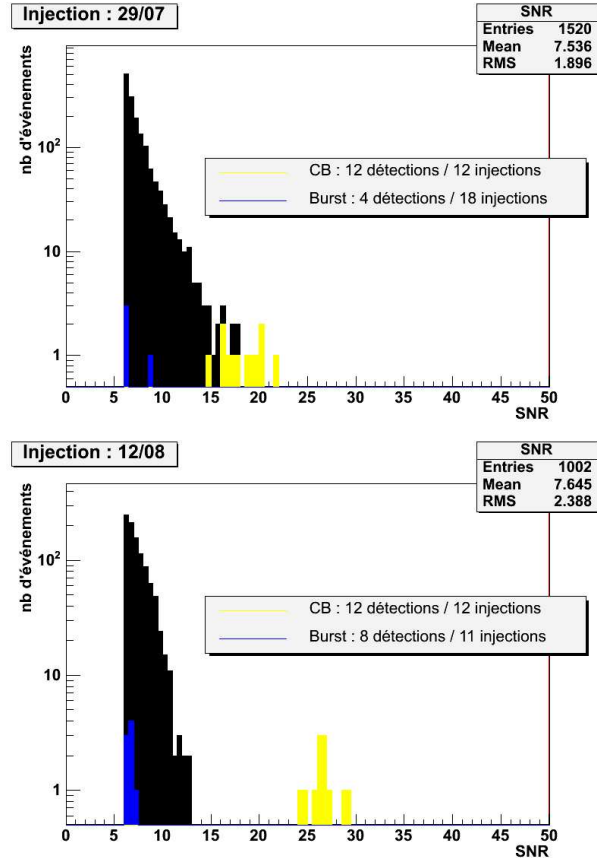 Injection : 29/07
SNR
Entries 1520
Mean 7.536
RMS 1.896
nb d'événements
10²
10
1
CB : 12 détections / 12 injections
Burst : 4 détections / 18 injections
0 5 10 15 20 25 30 35 40 45 50
SNR
Injection : 12/08
SNR
Entries 1002
Mean 7.645
RMS 2.388
nb d'événements
10²
10
1
CB : 12 détections / 12 injections
Burst : 8 détections / 11 injections
0 5 10 15 20 25 30 35 40 45 50
SNR